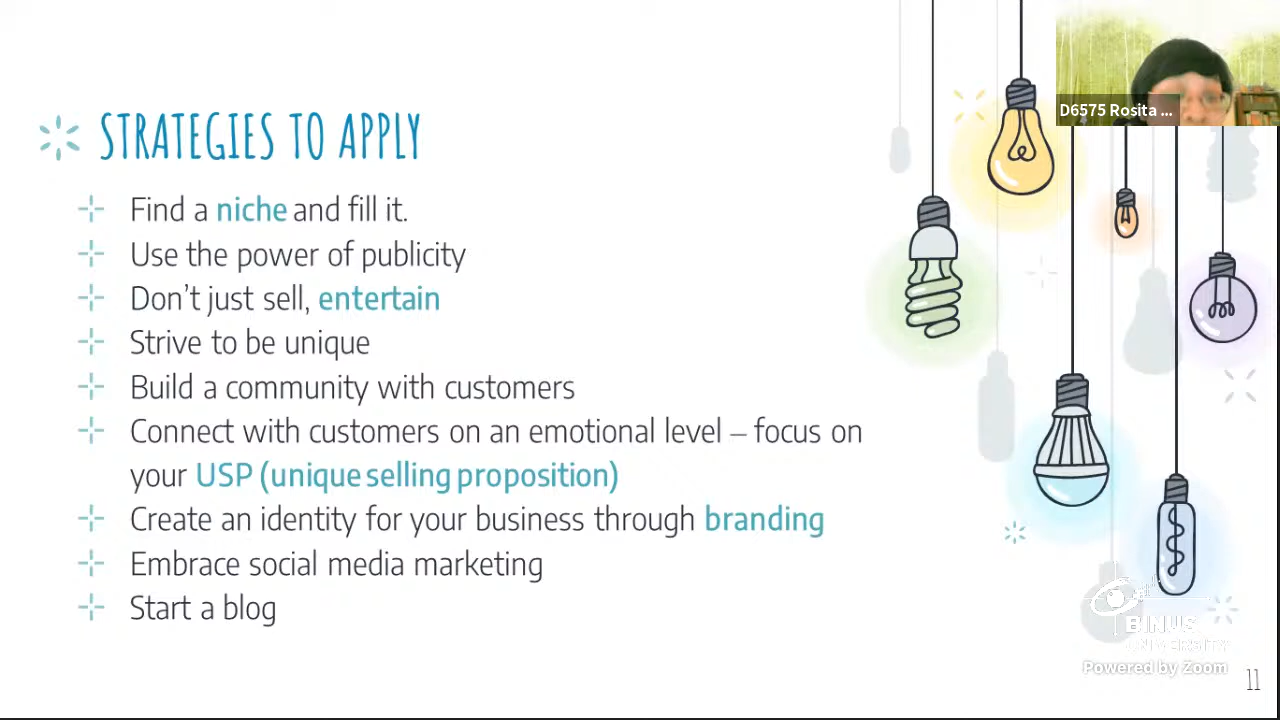 D6575 Rosita ...
STRATEGIES TO APPLY
Find a niche and fill it.
Use the power of publicity
Don't just sell, entertain
Strive to be unique
Build a community with customers
Connect with customers on an emotional level – focus on
your USP (unique selling proposition)
Create an identity for your business through branding
Embrace social media marketing
Start a blog
BINUS
UNIVERSITY
Powered by Zoom
11